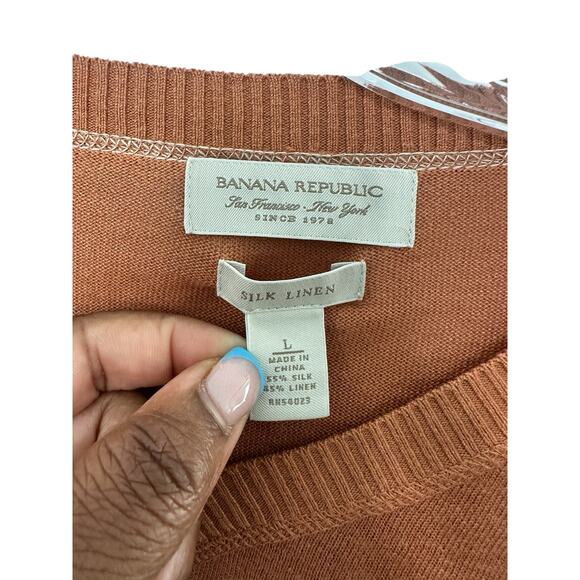 BANANA REPUBLIC
San Francisco · New York
SINCE 1978
SILK LINEN
L
MADE IN
CHINA
55% SILK
45% LINEN
RN54023